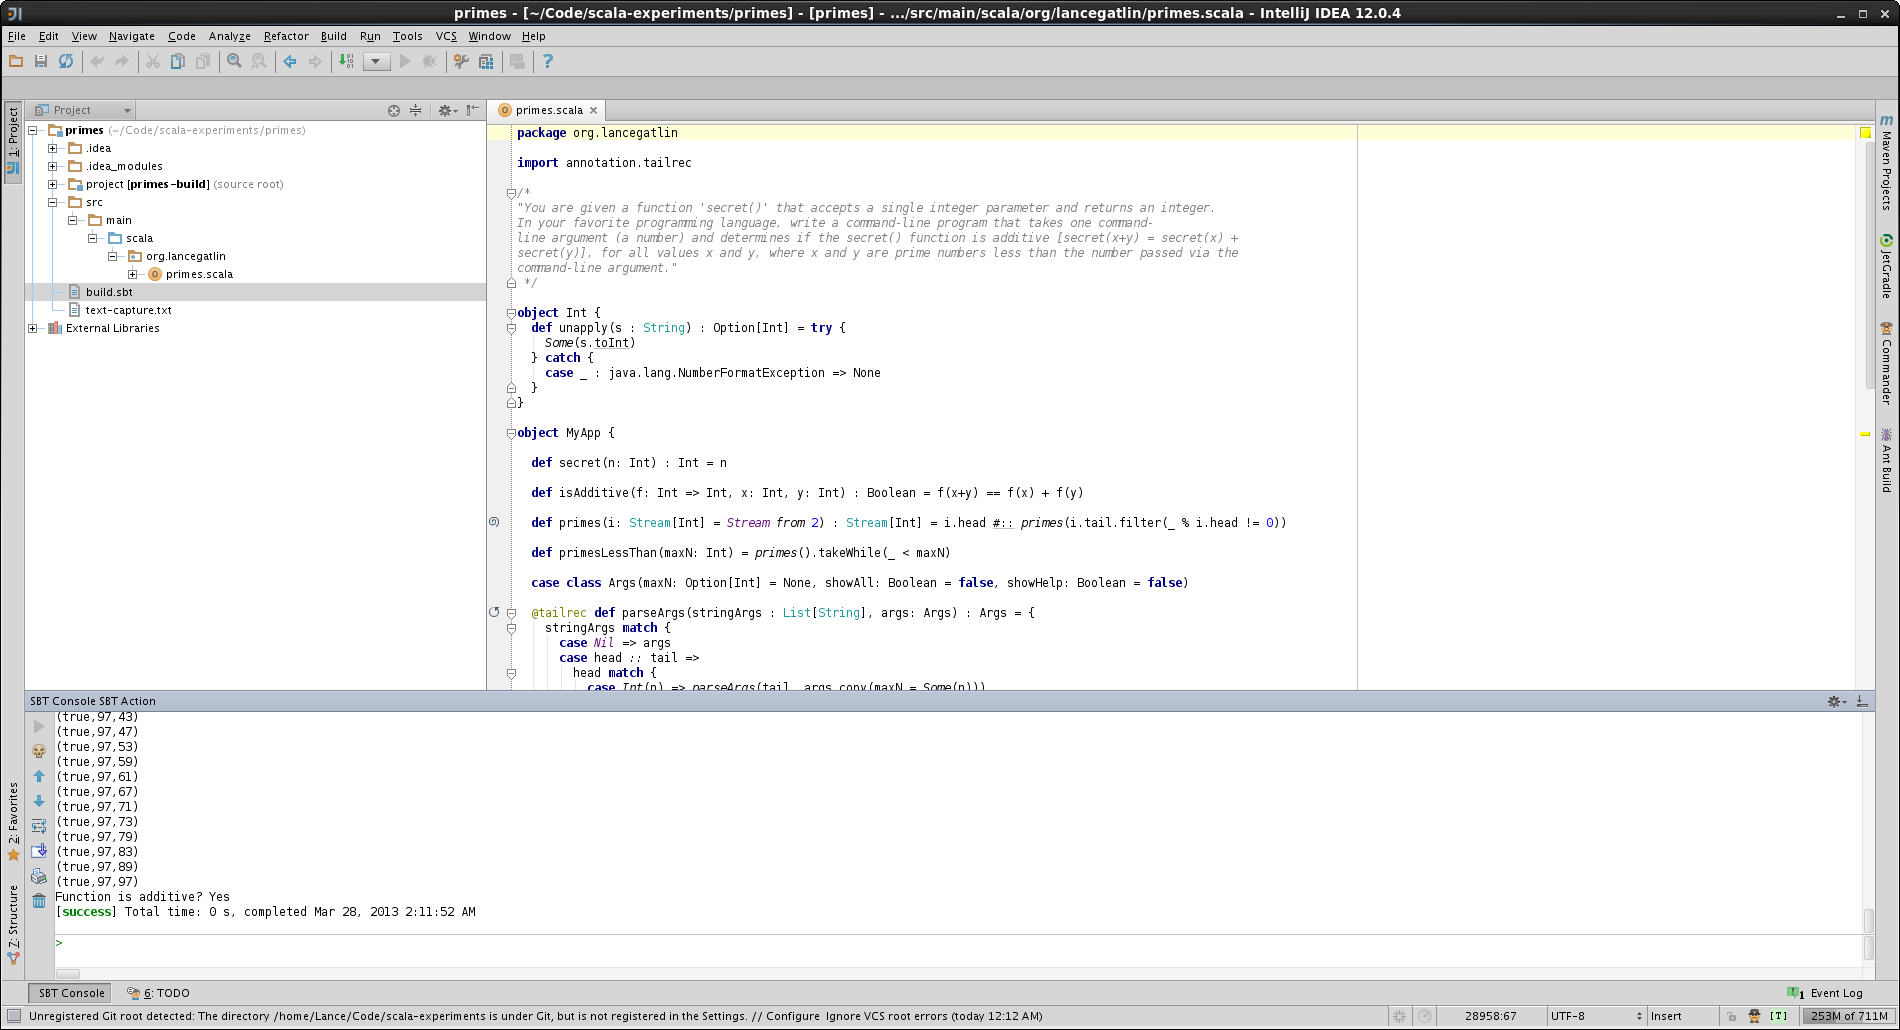 primes - [~/Code/scala-experiments/primes] - [primes] - .../src/main/scala/org/lancegatlin/primes.scala - IntelliJ IDEA 12.0.4
File Edit View Navigate Code Analyze Refactor Build Run Tools VCS Window Help
1: Project
Project
primes (~/Code/scala-experiments/primes)
.idea
.idea_modules
project [primes-build] (source root)
src
main
scala
org.lancegatlin
primes.scala
build.sbt
text-capture.txt
External Libraries
primes.scala
package org.lancegatlin
import annotation.tailrec
/*
"You are given a function 'secret()' that accepts a single integer parameter and returns an integer.
In your favorite programming language, write a command-line program that takes one command-
line argument (a number) and determines if the secret() function is additive [secret(x+y) = secret(x) +
secret(y)], for all values x and y, where x and y are prime numbers less than the number passed via the
command-line argument."
*/
object Int {
def unapply(s : String) : Option[Int] = try {
Some(s.toInt)
} catch {
case _ : java.lang.NumberFormatException => None
}
}
object MyApp {
def secret(n: Int) : Int = n
def isAdditive(f: Int => Int, x: Int, y: Int) : Boolean = f(x+y) == f(x) + f(y)
def primes(i: Stream[Int] = Stream from 2) : Stream[Int] = i.head #:: primes(i.tail.filter(_ % i.head != 0))
def primesLessThan(maxN: Int) = primes().takeWhile(_ < maxN)
case class Args(maxN: Option[Int] = None, showAll: Boolean = false, showHelp: Boolean = false)
@tailrec def parseArgs(stringArgs : List[String], args: Args) : Args = {
stringArgs match {
case Nil => args
case head :: tail =>
head match {
case Int(n) => parseArgs(tail, args.copy(maxN = Some(n)))
Maven Projects
JetGradle
Commander
Ant Build
SBT Console SBT Action
(true,97,43)
(true,97,47)
(true,97,53)
(true,97,59)
(true,97,61)
(true,97,67)
(true,97,71)
(true,97,73)
(true,97,79)
(true,97,83)
(true,97,89)
(true,97,97)
Function is additive? Yes
[success] Total time: 0 s, completed Mar 28, 2013 2:11:52 AM
>
2: Favorites
7: Structure
SBT Console
6: TODO
1 Event Log
Unregistered Git root detected: The directory /home/Lance/Code/scala-experiments is under Git, but is not registered in the Settings. // Configure Ignore VCS root errors (today 12:12 AM)
28958:67
UTF-8
Insert
[T]
253M of 711M